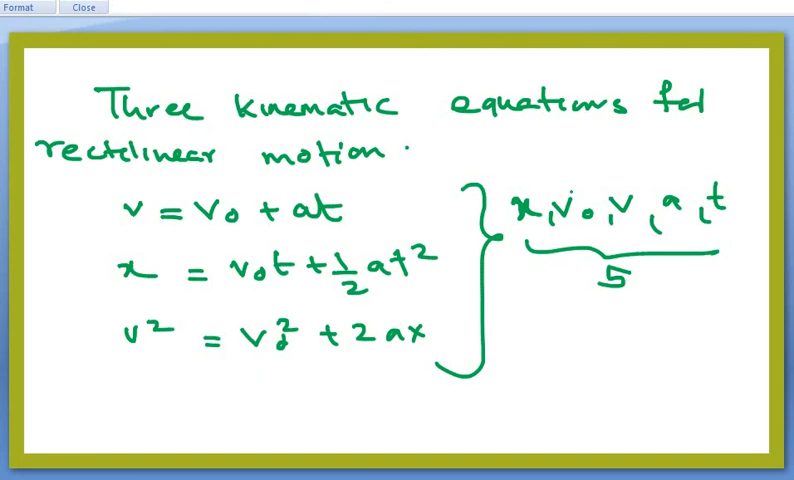 Format Close
Three kinematic equations for
rectilinear motion.
v = v₀ + at
x = v₀t + 1/2 at²
v² = v₀² + 2ax
x, v₀, v, a, t
5